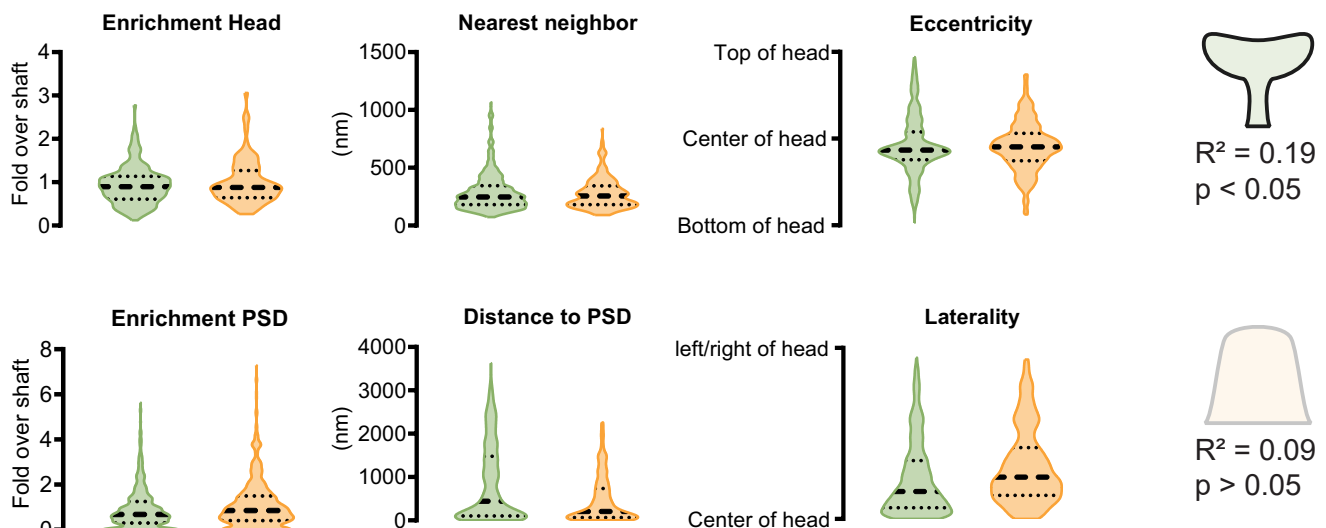 Enrichment Head
Fold over shaft
4
3
2
1
0
Nearest neighbor
(nm)
1500
1000
500
0
Eccentricity
Top of head
Center of head
Bottom of head
R² = 0.19
p < 0.05
Enrichment PSD
Fold over shaft
8
6
4
2
0
Distance to PSD
(nm)
4000
3000
2000
1000
0
Laterality
left/right of head
Center of head
R² = 0.09
p > 0.05